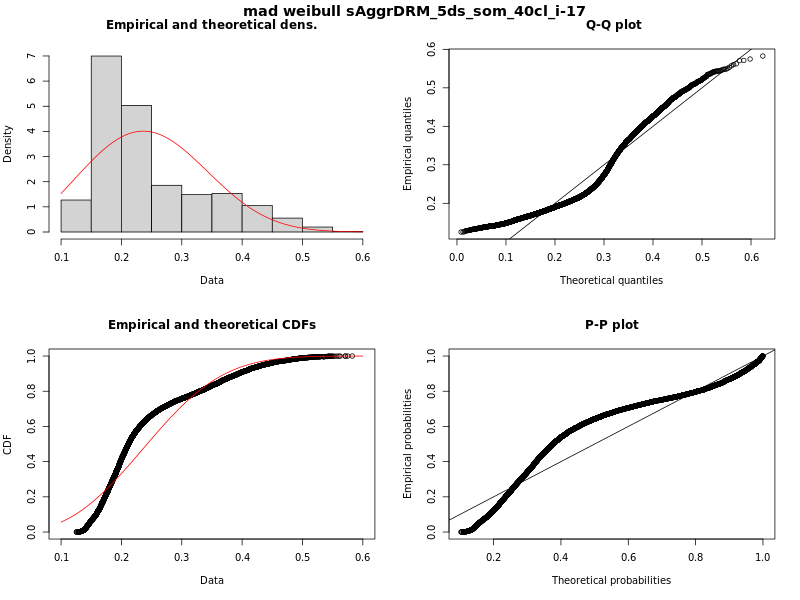 mad weibull sAggrDRM_5ds_som_40cl_i-17
Empirical and theoretical dens.
Density
0 1 2 3 4 5 6 7
0.1 0.2 0.3 0.4 0.5 0.6
Data
Q-Q plot
Empirical quantiles
0.2 0.3 0.4 0.5 0.6
0.0 0.1 0.2 0.3 0.4 0.5 0.6
Theoretical quantiles
Empirical and theoretical CDFs
CDF
0.0 0.2 0.4 0.6 0.8 1.0
0.1 0.2 0.3 0.4 0.5 0.6
Data
P-P plot
Empirical probabilities
0.0 0.2 0.4 0.6 0.8 1.0
0.2 0.4 0.6 0.8 1.0
Theoretical probabilities